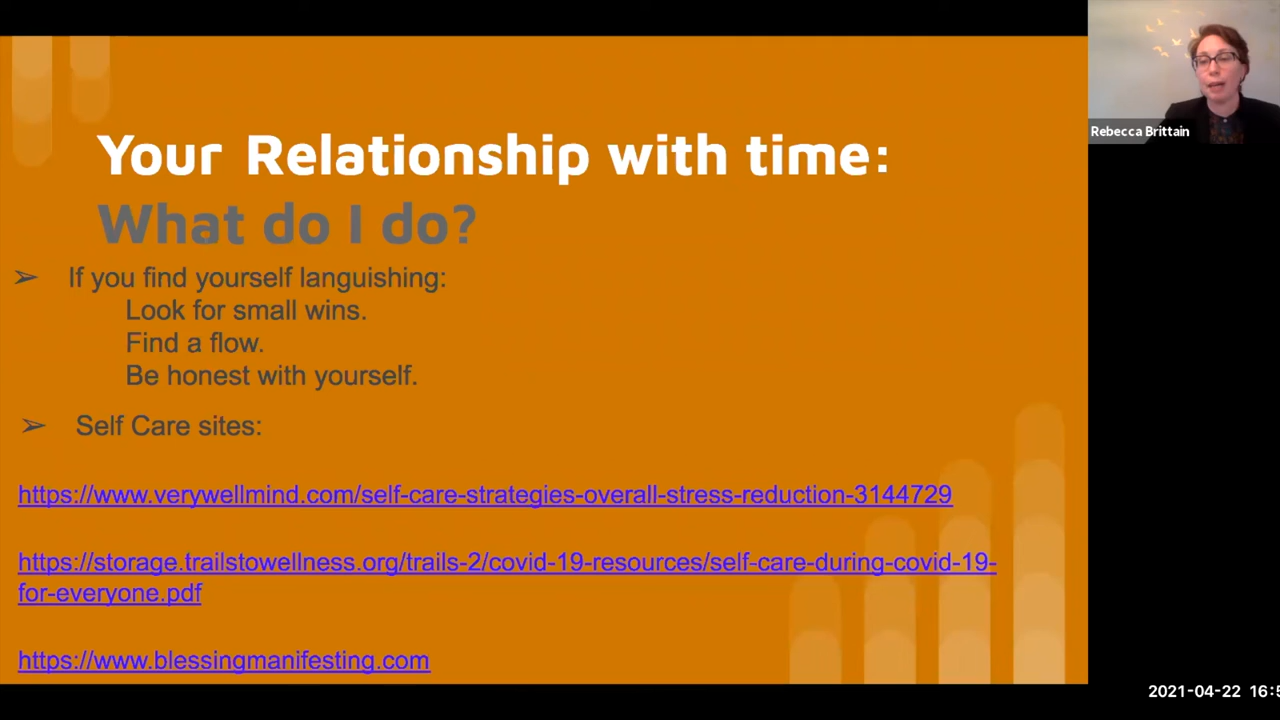 Your Relationship with time:
What do I do?
➢ If you find yourself languishing:
Look for small wins.
Find a flow.
Be honest with yourself.
➢ Self Care sites:
https://www.verywellmind.com/self-care-strategies-overall-stress-reduction-3144729
https://storage.trailstowellness.org/trails-2/covid-19-resources/self-care-during-covid-19-
for-everyone.pdf
https://www.blessingmanifesting.com
Rebecca Brittain
2021-04-22 16:5